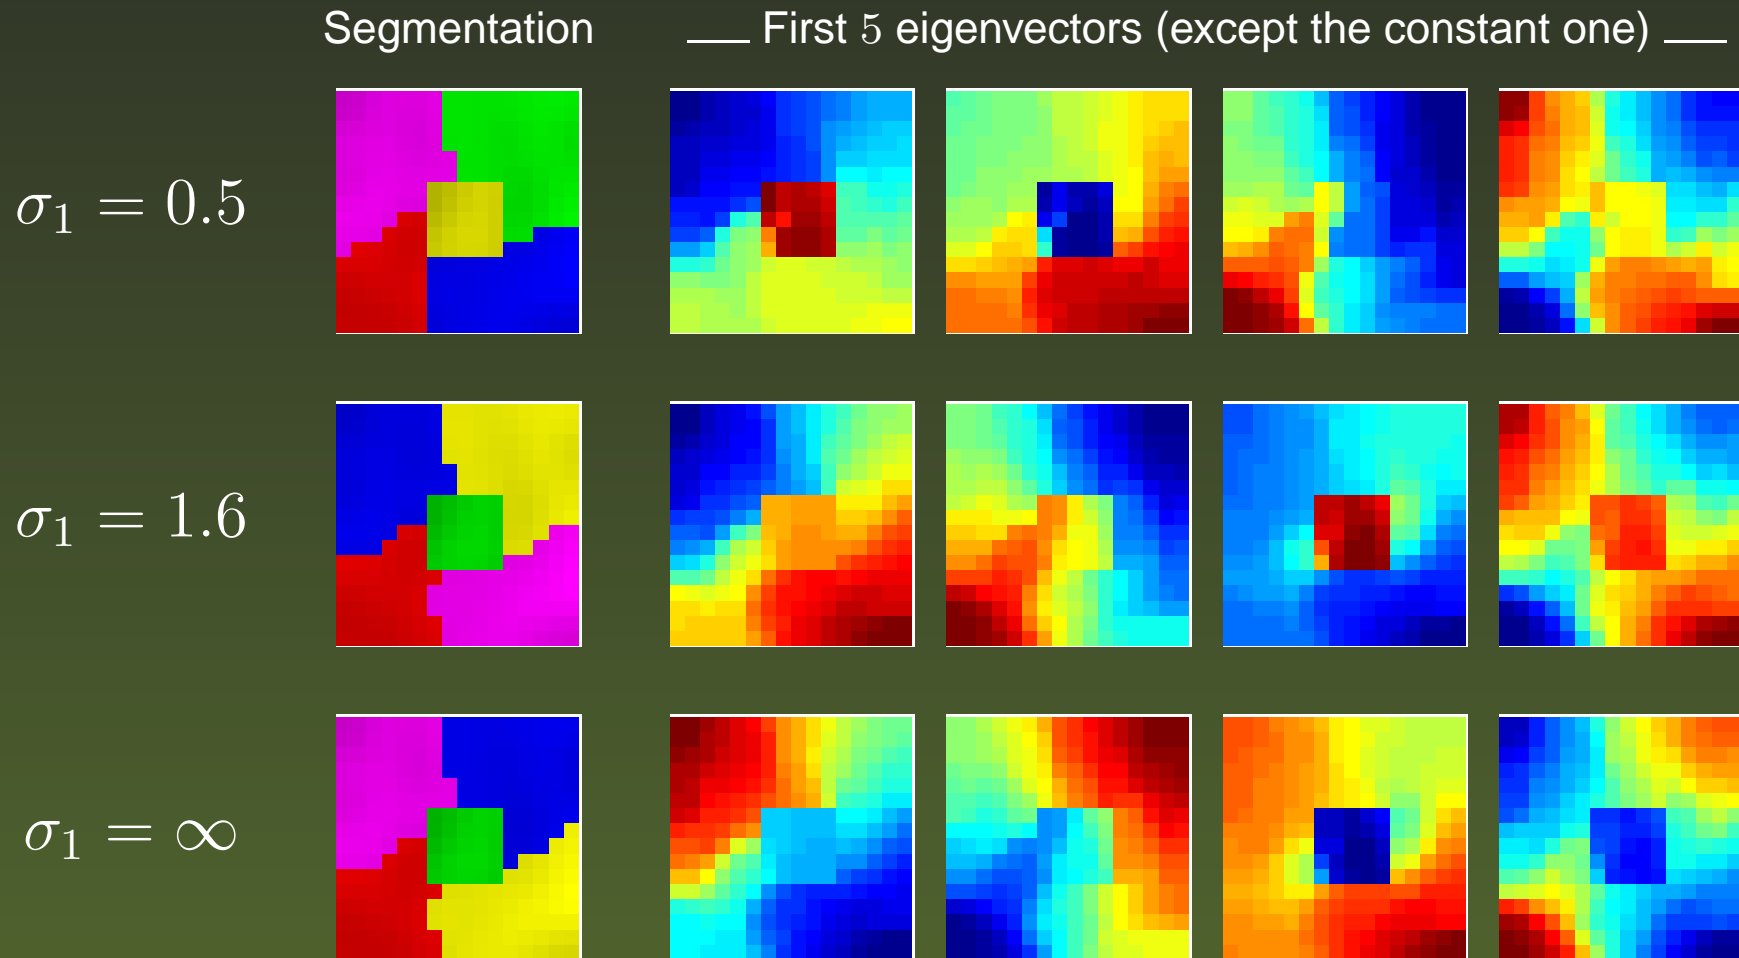 Segmentation First 5 eigenvectors (except the constant one)
σ₁ = 0.5
σ₁ = 1.6
σ₁ = ∞